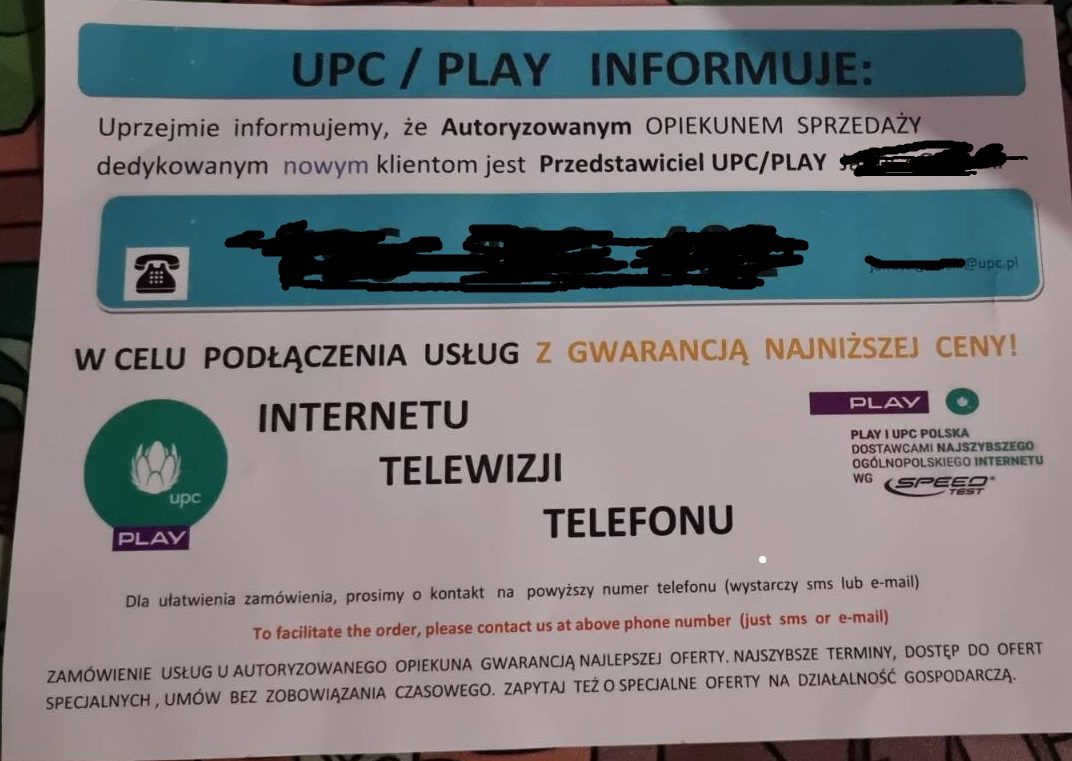 UPC / PLAY INFORMUJE:
Uprzejmie informujemy, że Autoryzowanym OPIEKUNEM SPRZEDAŻY
dedykowanym nowym klientom jest Przedstawiciel UPC/PLAY
@upc.pl
W CELU PODŁĄCZENIA USŁUG Z GWARANCJĄ NAJNIŻSZEJ CENY!
INTERNETU
TELEWIZJI
TELEFONU
upc
PLAY
PLAY
PLAY I UPC POLSKA
DOSTAWCAMI NAJSZYBSZEGO
OGÓLNOPOLSKIEGO INTERNETU
WG SPEED
TEST
Dla ułatwienia zamówienia, prosimy o kontakt na powyższy numer telefonu (wystarczy sms lub e-mail)
To facilitate the order, please contact us at above phone number (just sms or e-mail)
ZAMÓWIENIE USŁUG U AUTORYZOWANEGO OPIEKUNA GWARANCJĄ NAJLEPSZEJ OFERTY. NAJSZYBSZE TERMINY, DOSTĘP DO OFERT
SPECJALNYCH , UMÓW BEZ ZOBOWIĄZANIA CZASOWEGO. ZAPYTAJ TEŻ O SPECJALNE OFERTY NA DZIAŁALNOŚĆ GOSPODARCZĄ.